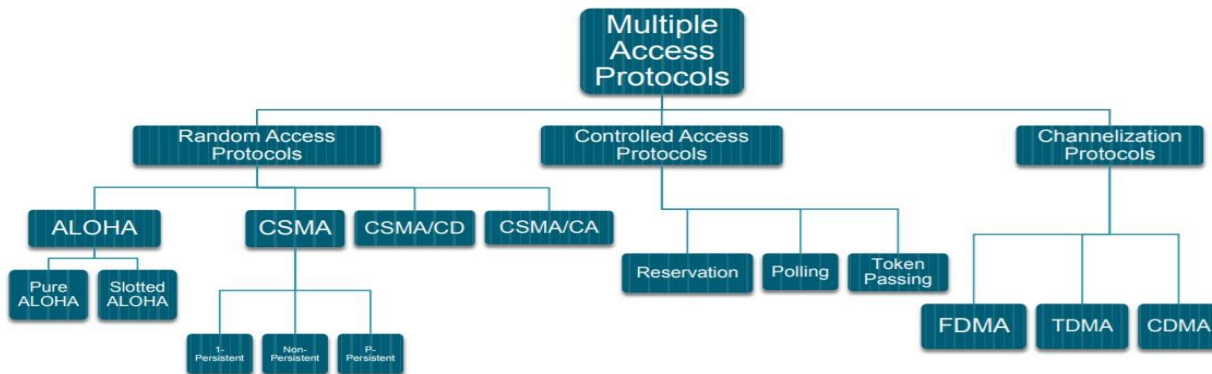 Multiple
Access
Protocols
Random Access
Protocols
Controlled Access
Protocols
Channelization
Protocols
ALOHA
CSMA
CSMA/CD
CSMA/CA
Reservation
Polling
Token
Passing
Pure
ALOHA
Slotted
ALOHA
FDMA
TDMA
CDMA
1-
Persistent
Non-
Persistent
P-
Persistent